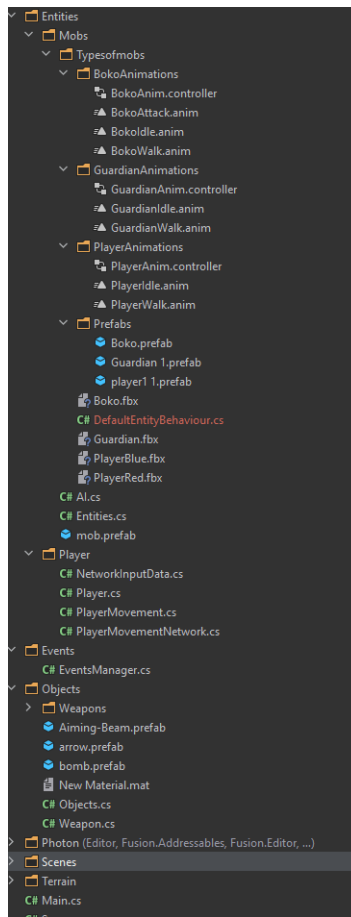 Entities
Mobs
Typesofmobs
BokoAnimations
BokoAnim.controller
BokoAttack.anim
BokoIdle.anim
BokoWalk.anim
GuardianAnimations
GuardianAnim.controller
GuardianIdle.anim
GuardianWalk.anim
PlayerAnimations
PlayerAnim.controller
PlayerIdle.anim
PlayerWalk.anim
Prefabs
Boko.prefab
Guardian 1.prefab
player1 1.prefab
Boko.fbx
C# DefaultEntityBehaviour.cs
Guardian.fbx
PlayerBlue.fbx
PlayerRed.fbx
C# AI.cs
C# Entities.cs
mob.prefab
Player
C# NetworkInputData.cs
C# Player.cs
C# PlayerMovement.cs
C# PlayerMovementNetwork.cs
Events
C# EventsManager.cs
Objects
Weapons
Aiming-Beam.prefab
arrow.prefab
bomb.prefab
New Material.mat
C# Objects.cs
C# Weapon.cs
Photon (Editor, Fusion.Addressables, Fusion.Editor, ...)
Scenes
Terrain
C# Main.cs